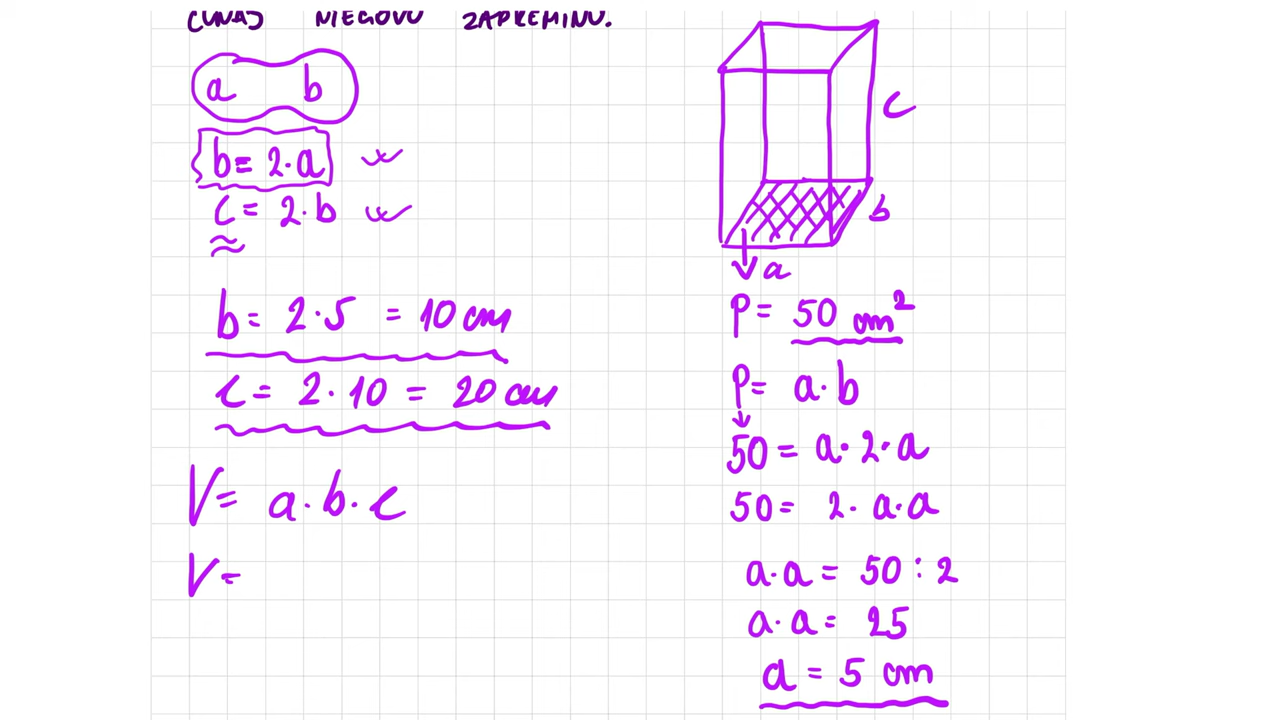 NJEGOVU ZAPREMINU.
a b
b = 2·a
c = 2·b
b = 2·5 = 10 cm
c = 2·10 = 20 cm
V = a·b·c
V =
c
b
a
P = 50 cm²
P = a·b
50 = a·2·a
50 = 2·a·a
a·a = 50 : 2
a·a = 25
a = 5 cm